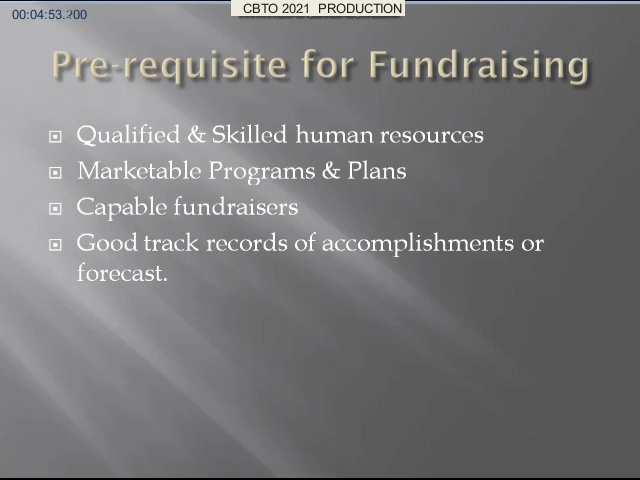 CBTO 2021 PRODUCTION
00:04:53.200
Pre-requisite for Fundraising
Qualified & Skilled human resources
Marketable Programs & Plans
Capable fundraisers
Good track records of accomplishments or
forecast.